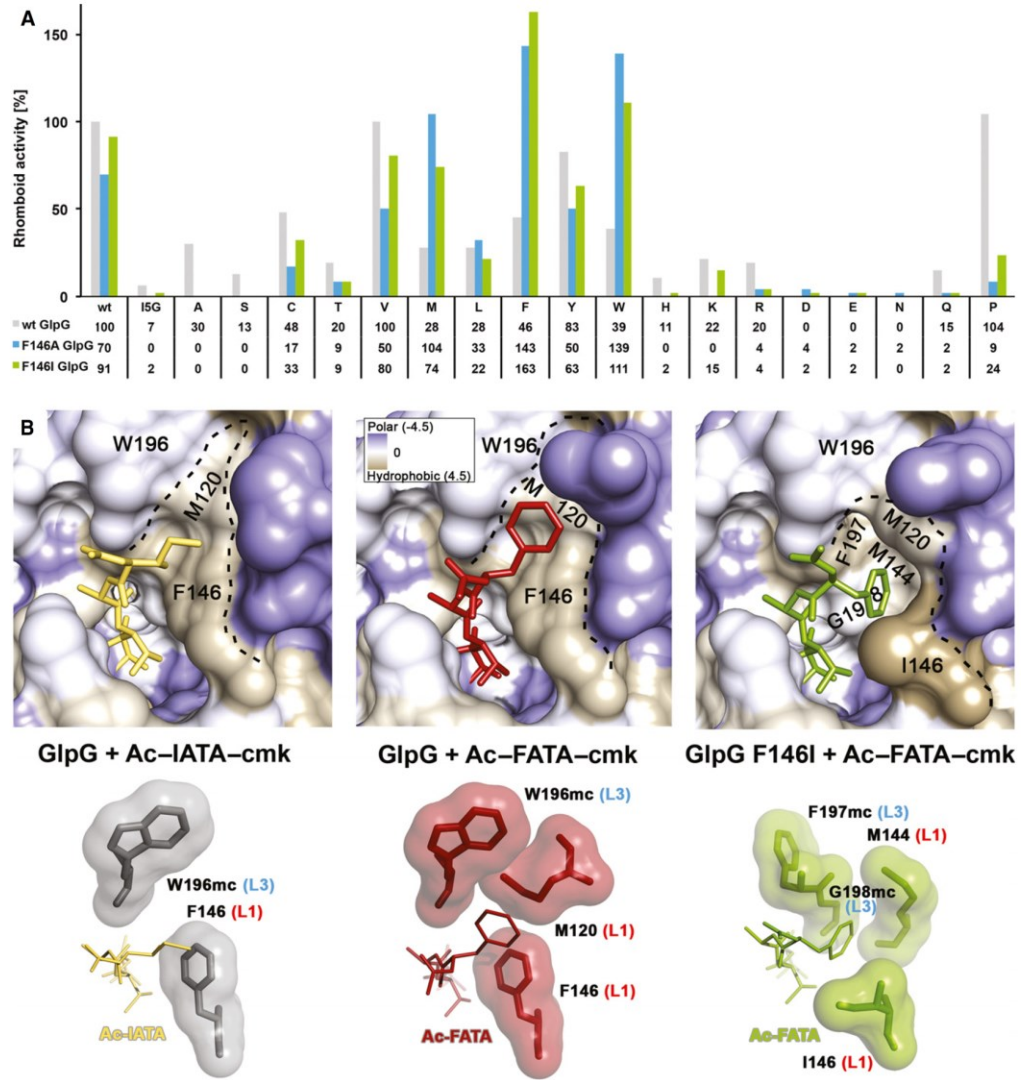 A
Rhomboid activity [%]
150
100
50
0
wt I5G A S C T V M L F Y W H K R D E N Q P
wt GlpG 100 7 30 13 48 20 100 28 28 46 83 39 11 22 20 0 0 0 15 104
F146A GlpG 70 0 0 0 17 9 50 104 33 143 50 139 0 0 4 4 2 2 2 9
F146I GlpG 91 2 0 0 33 9 80 74 22 163 63 111 2 15 4 2 2 0 2 24
B
W196
M120
F146
Polar (-4.5)
0
Hydrophobic (4.5)
W196
M120
F146
W196
M120
F197
M144
G198
I146
GlpG + Ac–IATA–cmk
GlpG + Ac–FATA–cmk
GlpG F146I + Ac–FATA–cmk
W196mc (L3)
F146 (L1)
Ac-IATA
W196mc (L3)
M120 (L1)
F146 (L1)
Ac-FATA
F197mc (L3)
M144 (L1)
G198mc
(L3)
Ac-FATA
I146 (L1)